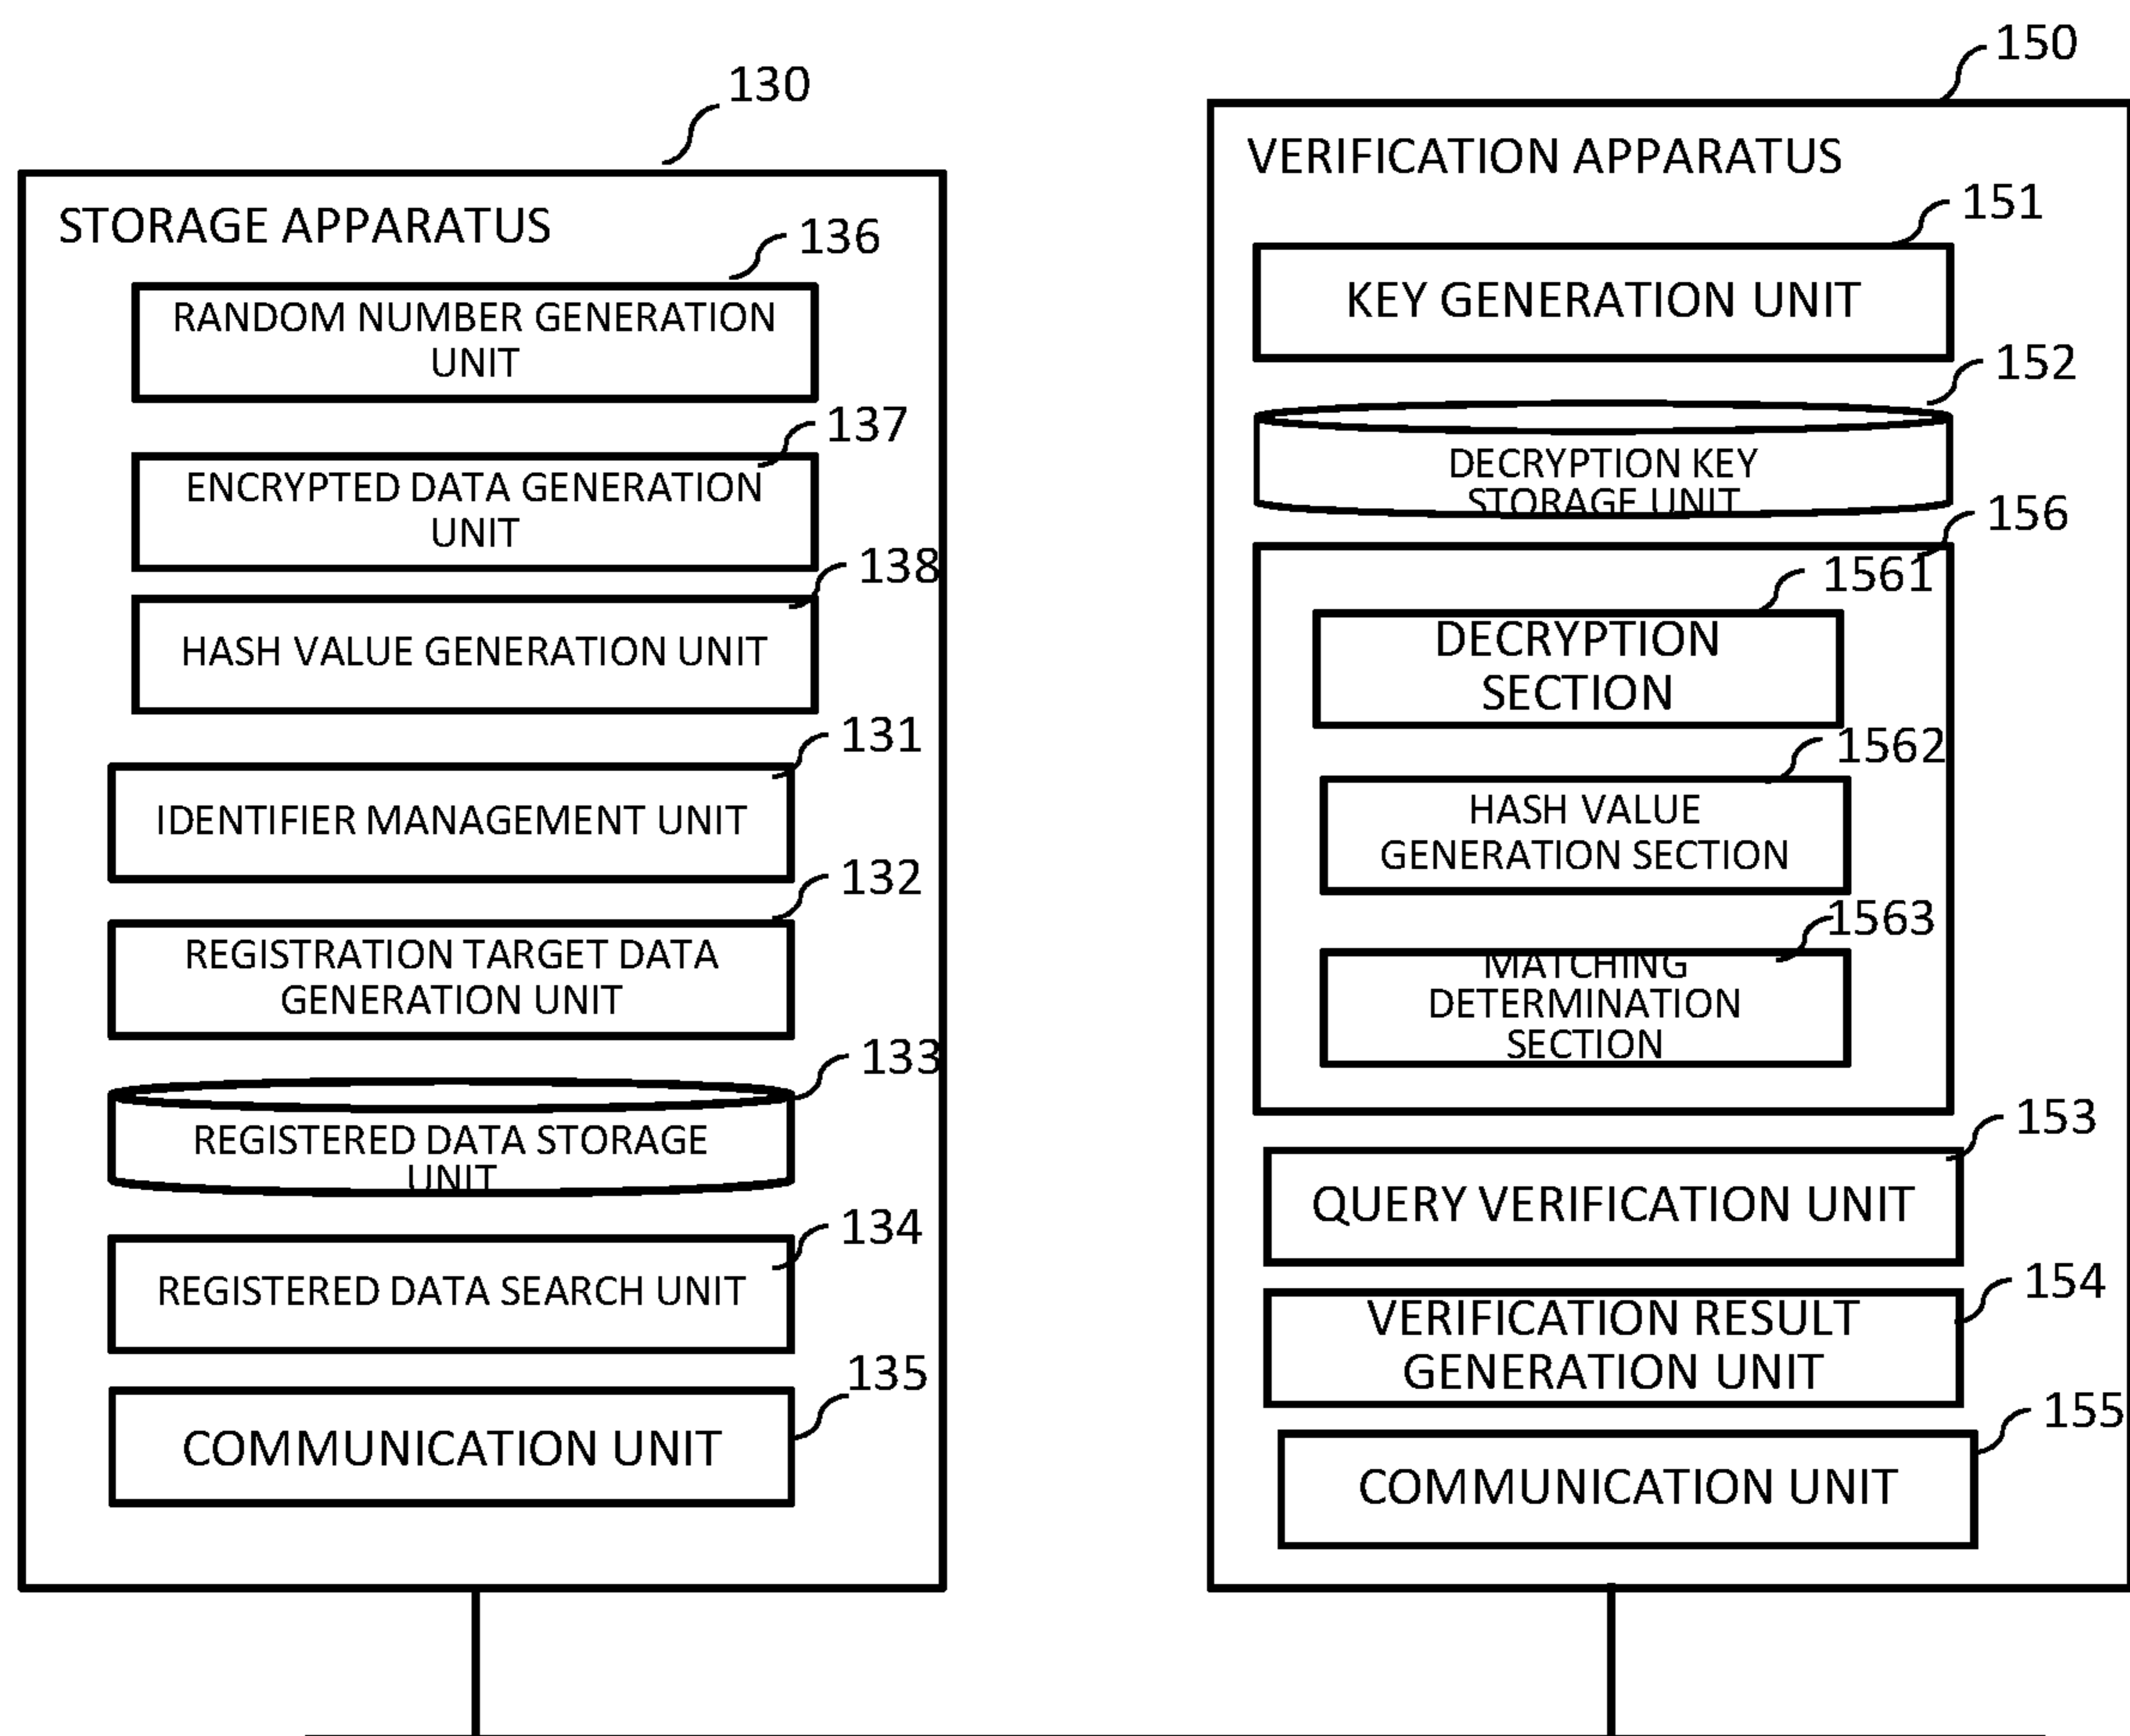 130
STORAGE APPARATUS
136
RANDOM NUMBER GENERATION
UNIT
137
ENCRYPTED DATA GENERATION
UNIT
138
HASH VALUE GENERATION UNIT
131
IDENTIFIER MANAGEMENT UNIT
132
REGISTRATION TARGET DATA
GENERATION UNIT
133
REGISTERED DATA STORAGE
UNIT
134
REGISTERED DATA SEARCH UNIT
135
COMMUNICATION UNIT
150
VERIFICATION APPARATUS
151
KEY GENERATION UNIT
152
DECRYPTION KEY
STORAGE UNIT
156
1561
DECRYPTION
SECTION
1562
HASH VALUE
GENERATION SECTION
1563
MATCHING
DETERMINATION
SECTION
153
QUERY VERIFICATION UNIT
154
VERIFICATION RESULT
GENERATION UNIT
155
COMMUNICATION UNIT